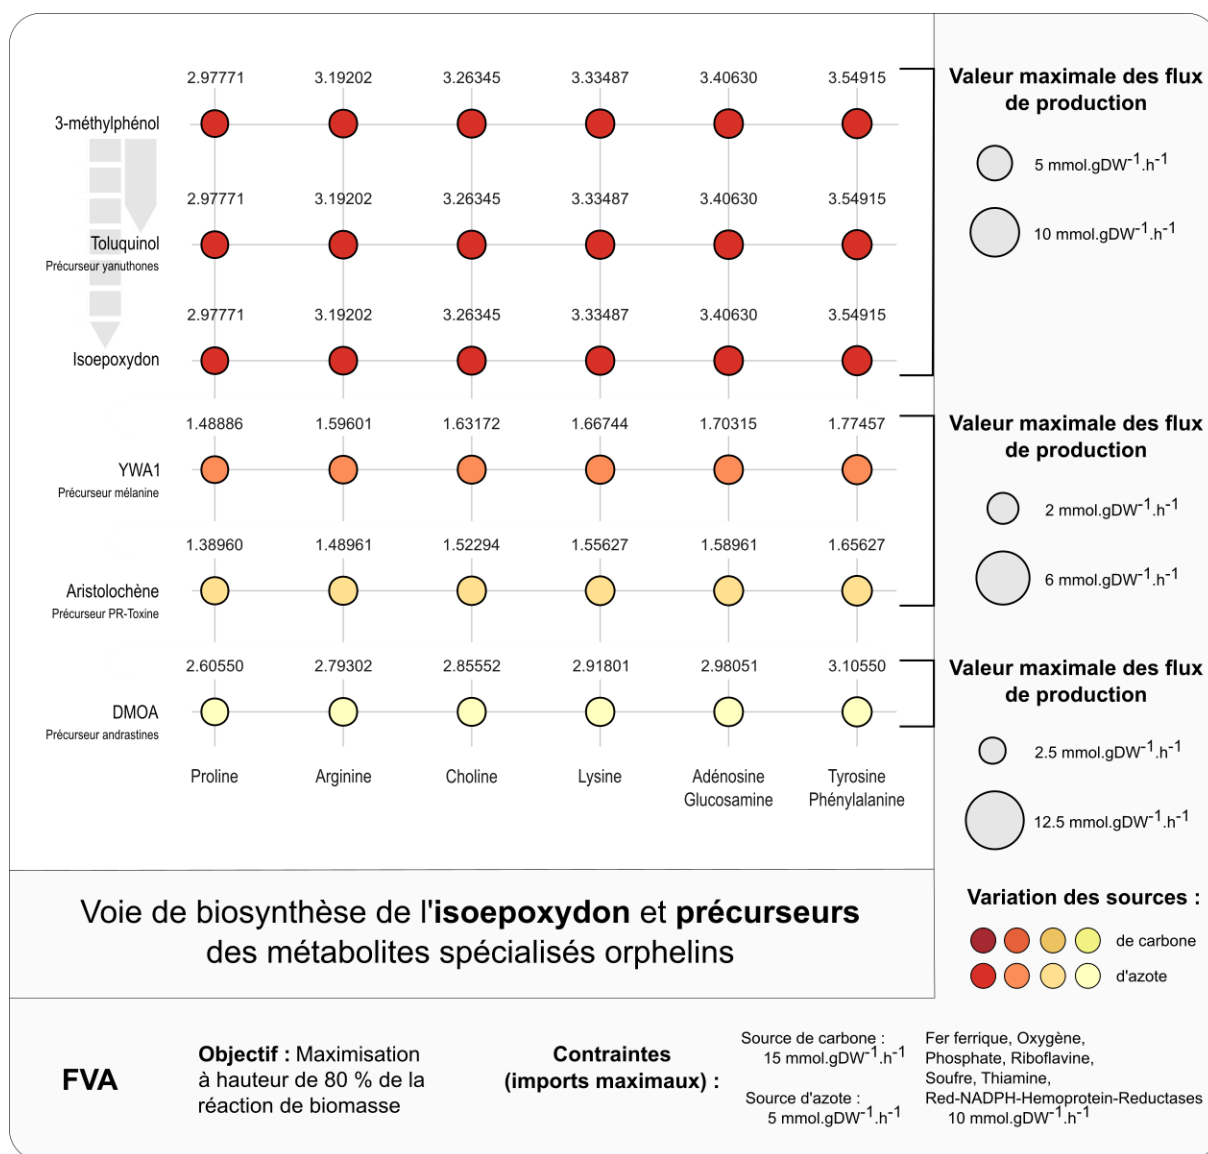 2.97771 3.19202 3.26345 3.33487 3.40630 3.54915
3-méthylphénol
2.97771 3.19202 3.26345 3.33487 3.40630 3.54915
Toluquinol
Précurseur yanuthones
2.97771 3.19202 3.26345 3.33487 3.40630 3.54915
Isoepoxydon
1.48886 1.59601 1.63172 1.66744 1.70315 1.77457
YWA1
Précurseur mélanine
1.38960 1.48961 1.52294 1.55627 1.58961 1.65627
Aristolochène
Précurseur PR-Toxine
2.60550 2.79302 2.85552 2.91801 2.98051 3.10550
DMOA
Précurseur andrastines
Proline Arginine Choline Lysine Adénosine Tyrosine
Glucosamine Phénylalanine
Valeur maximale des flux
de production
5 mmol.gDW⁻¹.h⁻¹
10 mmol.gDW⁻¹.h⁻¹
Valeur maximale des flux
de production
2 mmol.gDW⁻¹.h⁻¹
6 mmol.gDW⁻¹.h⁻¹
Valeur maximale des flux
de production
2.5 mmol.gDW⁻¹.h⁻¹
12.5 mmol.gDW⁻¹.h⁻¹
Variation des sources :
de carbone
d'azote
Voie de biosynthèse de l'isoepoxydon et précurseurs
des métabolites spécialisés orphelins
FVA
Objectif : Maximisation
à hauteur de 80 % de la
réaction de biomasse
Contraintes
(imports maximaux) :
Source de carbone :
15 mmol.gDW⁻¹.h⁻¹
Source d'azote :
5 mmol.gDW⁻¹.h⁻¹
Fer ferrique, Oxygène,
Phosphate, Riboflavine,
Soufre, Thiamine,
Red-NADPH-Hemoprotein-Reductases
10 mmol.gDW⁻¹.h⁻¹